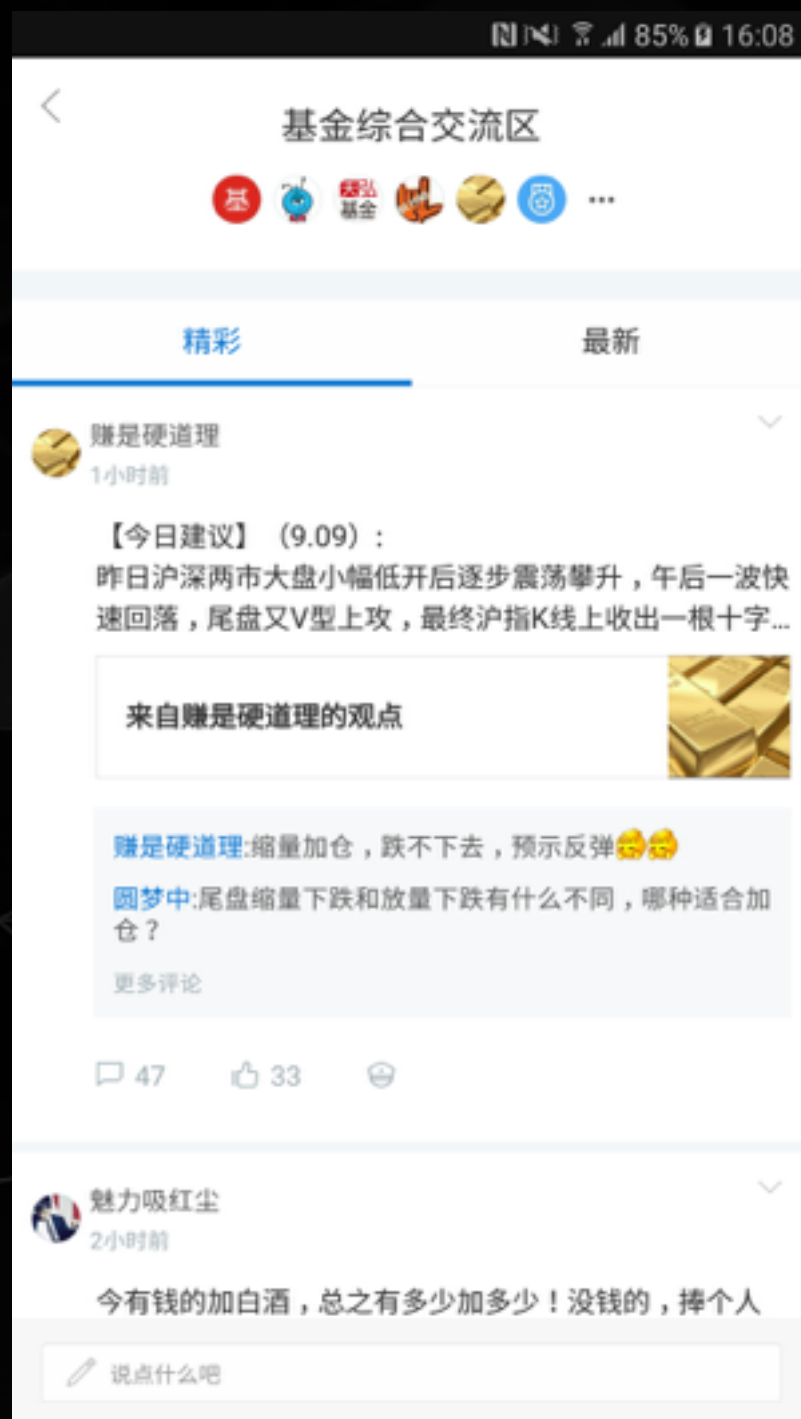 85% 16:08
基金综合交流区
基
天弘
基金
精彩
最新
赚是硬道理
1小时前
【今日建议】（9.09）:
昨日沪深两市大盘小幅低开后逐步震荡攀升，午后一波快
速回落，尾盘又V型上攻，最终沪指K线上收出一根十字...
来自赚是硬道理的观点
赚是硬道理:缩量加仓，跌不下去，预示反弹
圆梦中:尾盘缩量下跌和放量下跌有什么不同，哪种适合加
仓？
更多评论
47
33
魅力吸红尘
2小时前
今有钱的加白酒，总之有多少加多少！没钱的，捧个人
说点什么吧